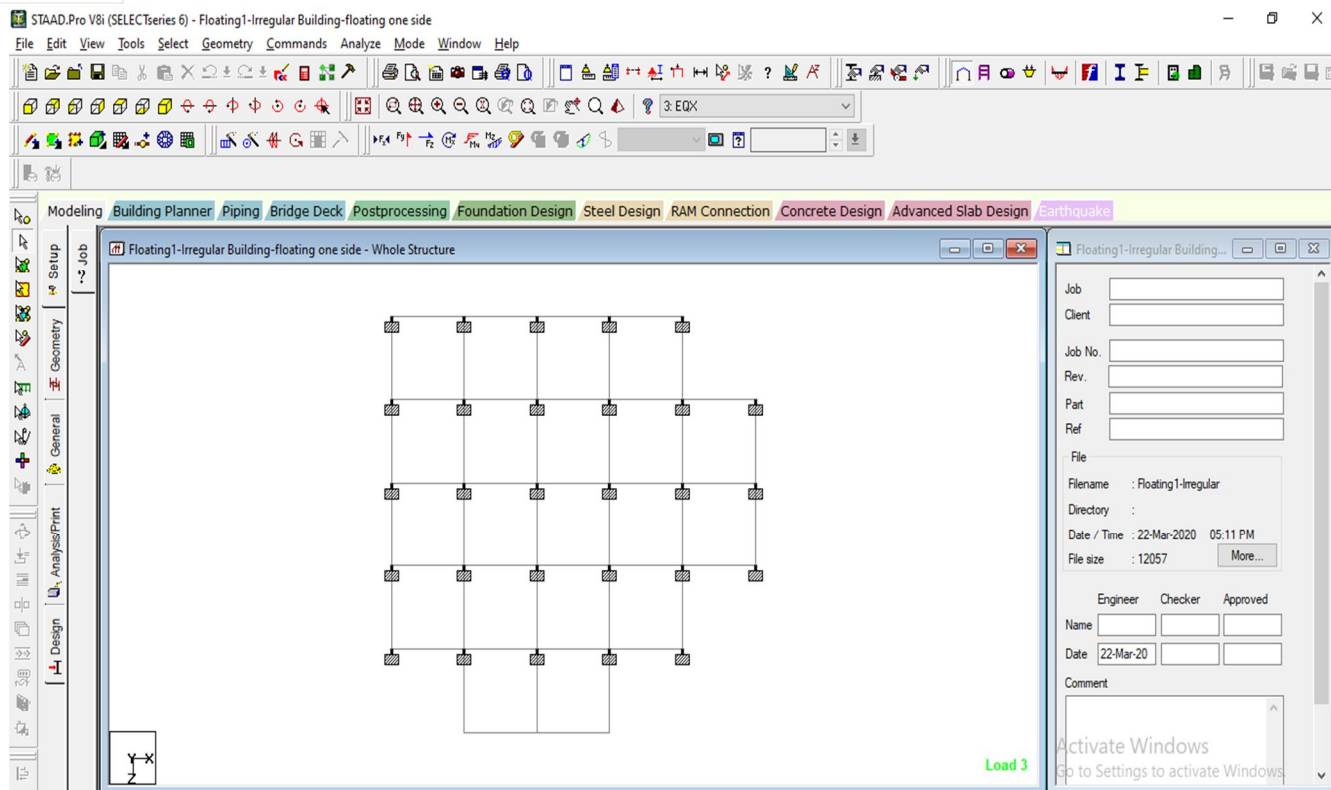 STAAD.Pro V8i (SELECTseries 6) - Floating1-Irregular Building-floating one side
File Edit View Tools Select Geometry Commands Analyze Mode Window Help
3: EQX
Modeling Building Planner Piping Bridge Deck Postprocessing Foundation Design Steel Design RAM Connection Concrete Design Advanced Slab Design Earthquake
Setup
Geometry
General
Analysis/Print
Design
Job
Floating1-Irregular Building-floating one side - Whole Structure
Y X
Z
Load 3
Floating1-Irregular Building...
Job
Client
Job No.
Rev.
Part
Ref
File
Filename : Floating1-Irregular
Directory :
Date / Time : 22-Mar-2020 05:11 PM
File size : 12057 More...
Engineer Checker Approved
Name
Date 22-Mar-20
Comment
Activate Windows
Go to Settings to activate Windows.